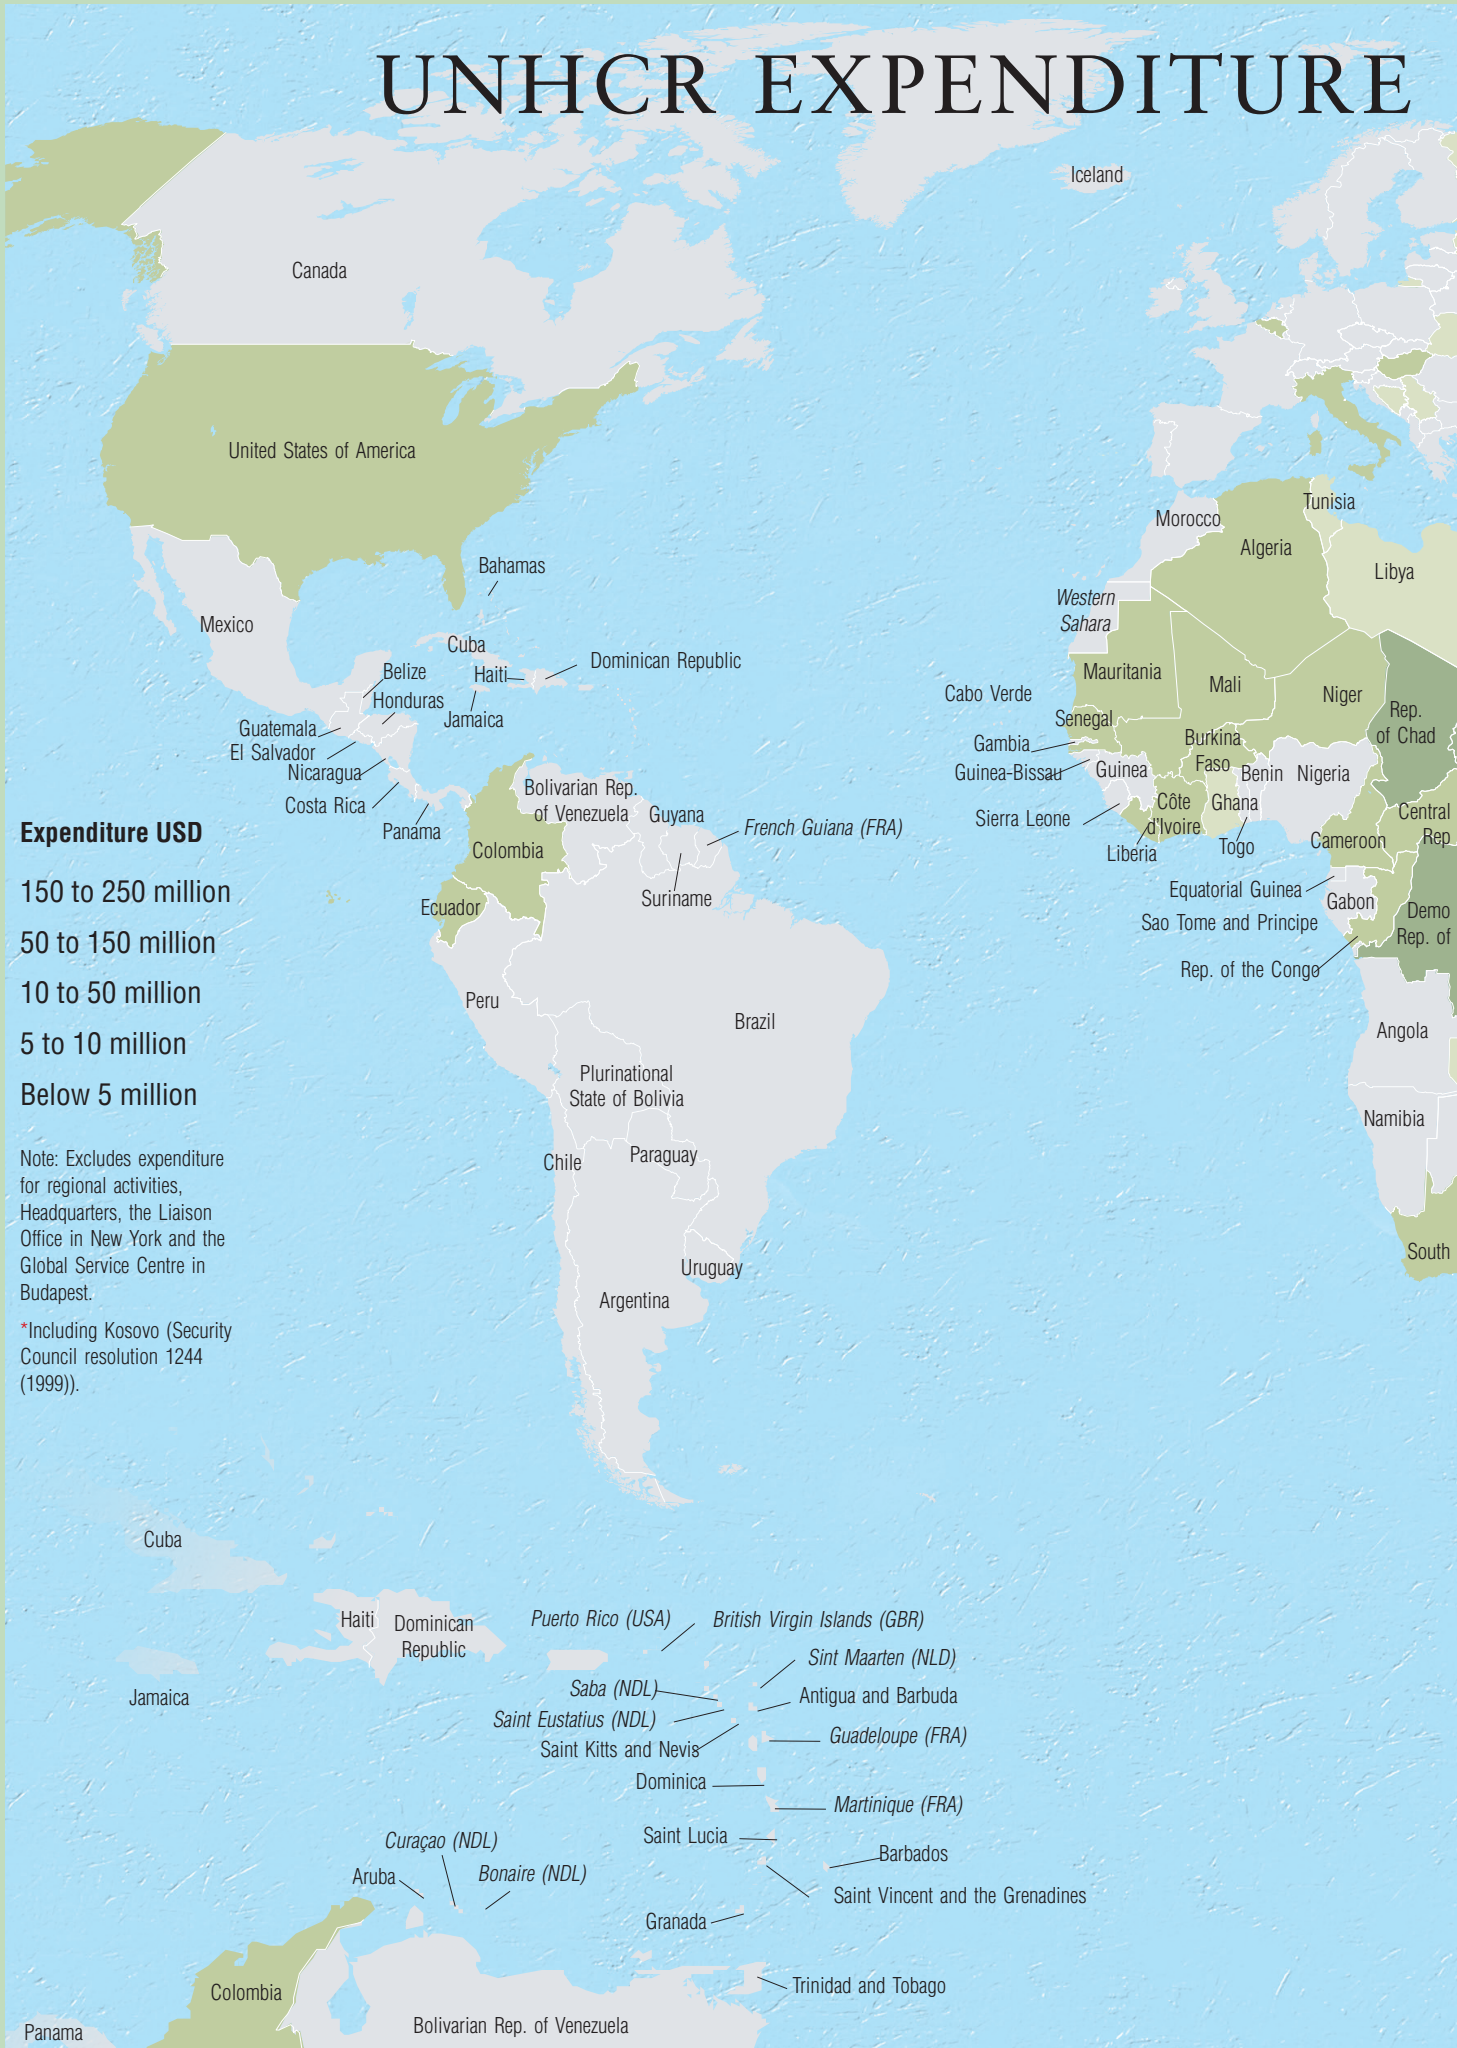 UNHCR EXPENDITURE
Iceland
Canada
United States of America
Tunisia
Morocco
Algeria
Libya
Bahamas
Western
Sahara
Mexico
Cuba
Haiti
Dominican Republic
Belize
Honduras
Jamaica
Guatemala
El Salvador
Nicaragua
Costa Rica
Panama
Mauritania
Mali
Niger
Cabo Verde
Senegal
Rep.
of Chad
Gambia
Burkina
Faso
Guinea-Bissau
Guinea
Benin
Nigeria
Sierra Leone
Côte
d'Ivoire
Ghana
Liberia
Togo
Cameroon
Central
Rep
Bolivarian Rep.
of Venezuela
Guyana
French Guiana (FRA)
Colombia
Suriname
Ecuador
Equatorial Guinea
Gabon
Sao Tome and Principe
Demo
Rep. of
Rep. of the Congo
Peru
Brazil
Angola
Plurinational
State of Bolivia
Namibia
Chile
Paraguay
South
Uruguay
Argentina
Expenditure USD
150 to 250 million
50 to 150 million
10 to 50 million
5 to 10 million
Below 5 million
Note: Excludes expenditure
for regional activities,
Headquarters, the Liaison
Office in New York and the
Global Service Centre in
Budapest.
*Including Kosovo (Security
Council resolution 1244
(1999)).
Cuba
Haiti
Dominican
Republic
Jamaica
Puerto Rico (USA)
British Virgin Islands (GBR)
Sint Maarten (NLD)
Saba (NDL)
Antigua and Barbuda
Saint Eustatius (NDL)
Saint Kitts and Nevis
Guadeloupe (FRA)
Dominica
Martinique (FRA)
Saint Lucia
Curaçao (NDL)
Barbados
Aruba
Bonaire (NDL)
Saint Vincent and the Grenadines
Granada
Trinidad and Tobago
Colombia
Panama
Bolivarian Rep. of Venezuela